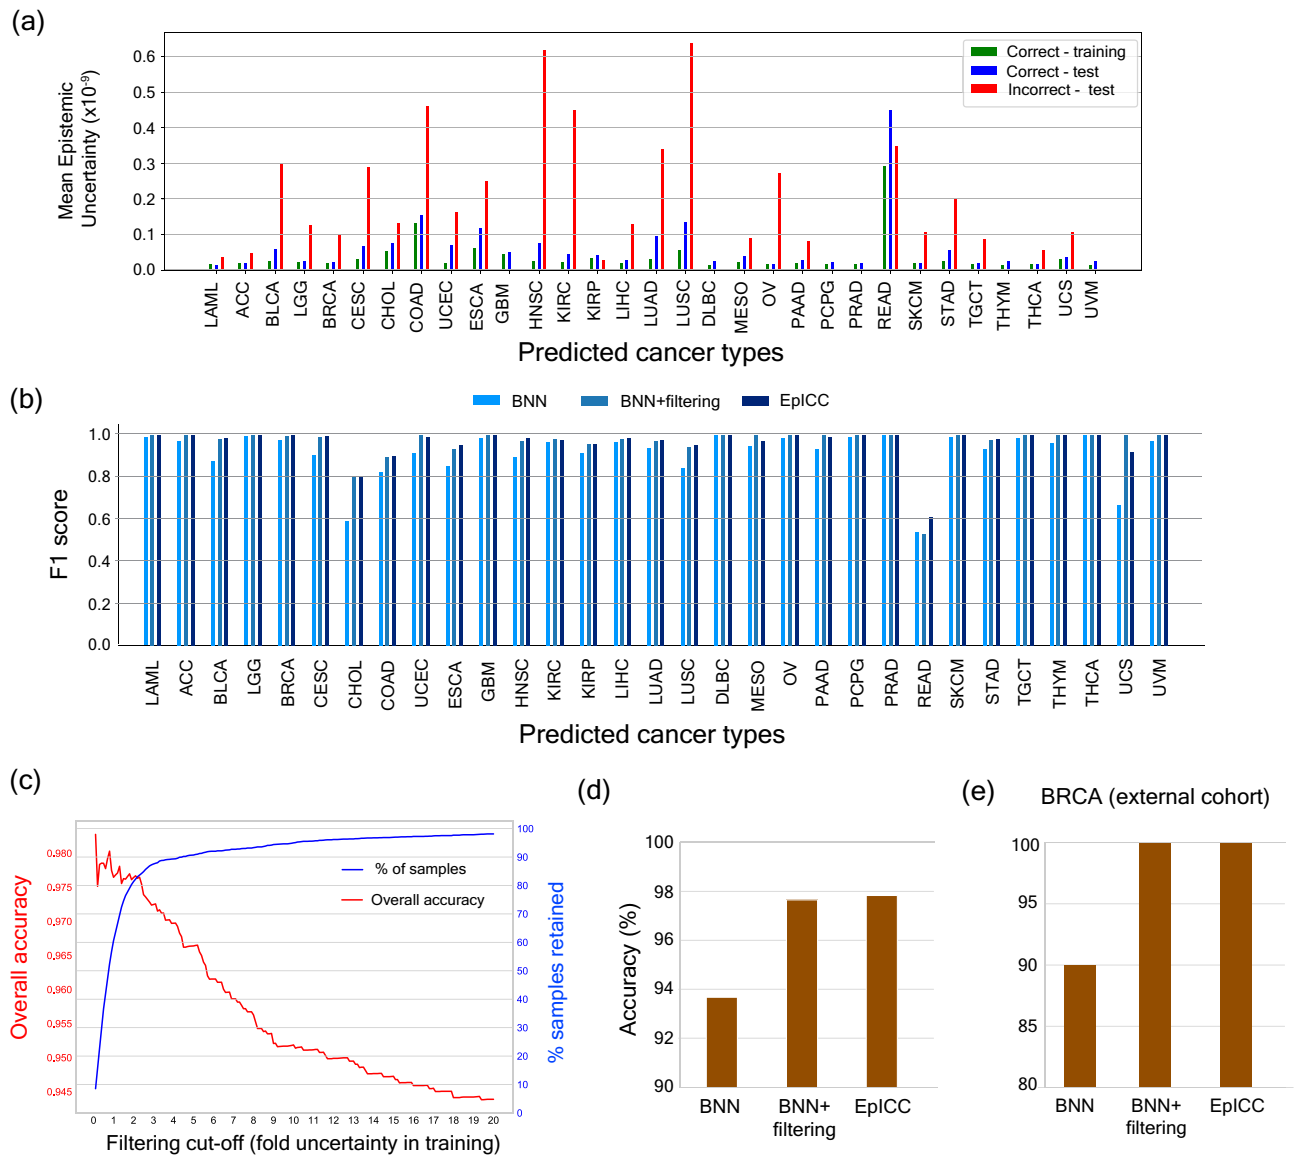 (a)
Mean Epistemic
Uncertainty (x10⁻⁹)
0.6
0.5
0.4
0.3
0.2
0.1
0.0
Correct - training
Correct - test
Incorrect - test
LAML ACC BLCA LGG BRCA CESC CHOL COAD UCEC ESCA GBM HNSC KIRC KIRP LIHC LUAD LUSC DLBC MESO OV PAAD PCPG PRAD READ SKCM STAD TGCT THYM THCA UCS UVM
Predicted cancer types
(b)
BNN BNN+filtering EpICC
F1 score
1.0
0.8
0.6
0.4
0.2
0.0
LAML ACC BLCA LGG BRCA CESC CHOL COAD UCEC ESCA GBM HNSC KIRC KIRP LIHC LUAD LUSC DLBC MESO OV PAAD PCPG PRAD READ SKCM STAD TGCT THYM THCA UCS UVM
Predicted cancer types
(c)
Overall accuracy
0.980
0.975
0.970
0.965
0.960
0.955
0.950
0.945
% of samples
Overall accuracy
100
90
80
70
60
50
40
30
20
10
0
% samples retained
0 1 2 3 4 5 6 7 8 9 10 11 12 13 14 15 16 17 18 19 20
Filtering cut-off (fold uncertainty in training)
(d)
Accuracy (%)
100
98
96
94
92
90
BNN BNN+ EpICC
filtering
(e)
BRCA (external cohort)
100
95
90
85
80
BNN BNN+ EpICC
filtering